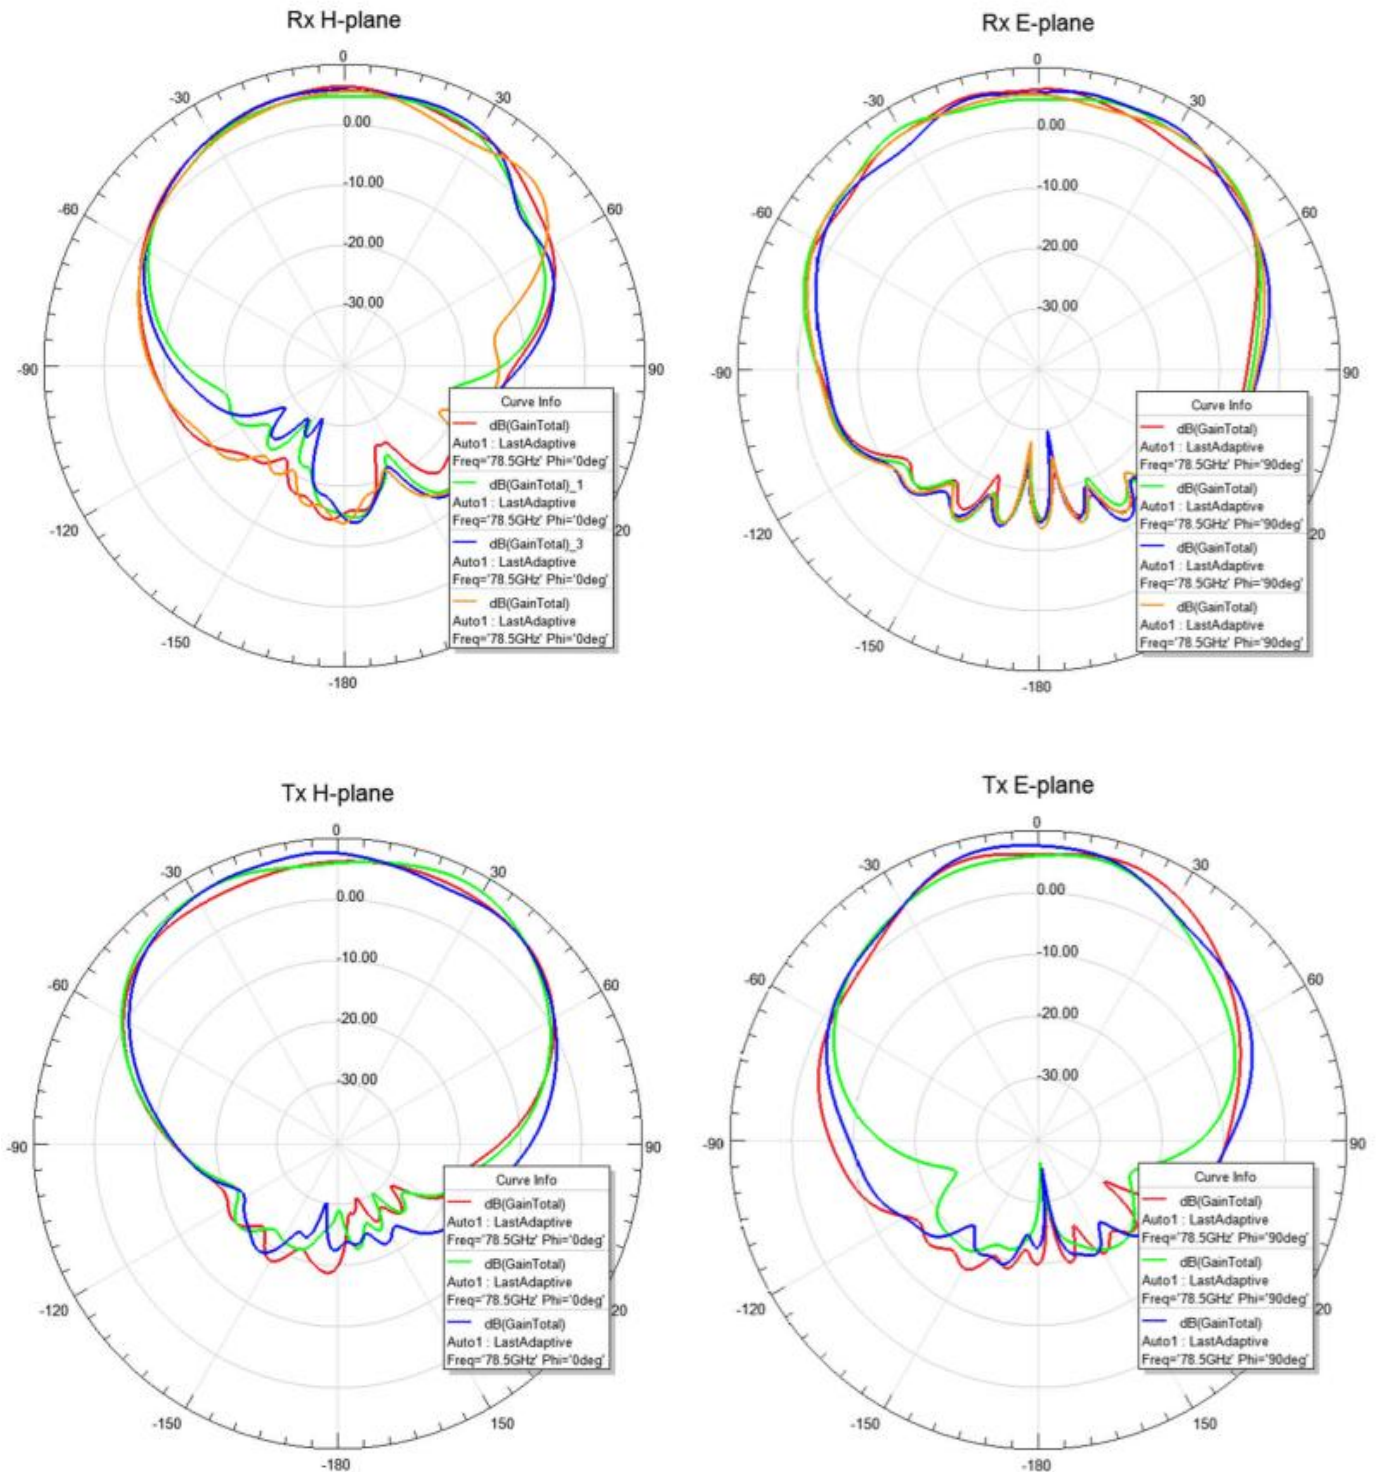 Rx H-plane
0
-30
30
0.00
-10.00
-60
60
-20.00
-30.00
-90
90
Curve Info
dB(GainTotal)
Auto1 : LastAdaptive
Freq='78.5GHz' Phi='0deg'
dB(GainTotal)_1
Auto1 : LastAdaptive
Freq='78.5GHz' Phi='0deg'
dB(GainTotal)_3
Auto1 : LastAdaptive
Freq='78.5GHz' Phi='0deg'
dB(GainTotal)
Auto1 : LastAdaptive
Freq='78.5GHz' Phi='0deg'
-120
20
-150
-180
Rx E-plane
0
-30
30
0.00
-10.00
-60
60
-20.00
-30.00
-90
90
Curve Info
dB(GainTotal)
Auto1 : LastAdaptive
Freq='78.5GHz' Phi='90deg'
dB(GainTotal)
Auto1 : LastAdaptive
Freq='78.5GHz' Phi='90deg'
dB(GainTotal)
Auto1 : LastAdaptive
Freq='78.5GHz' Phi='90deg'
dB(GainTotal)
Auto1 : LastAdaptive
Freq='78.5GHz' Phi='90deg'
-120
20
-150
-180
Tx H-plane
0
-30
30
0.00
-10.00
-60
60
-20.00
-30.00
-90
90
Curve Info
dB(GainTotal)
Auto1 : LastAdaptive
Freq='78.5GHz' Phi='0deg'
dB(GainTotal)
Auto1 : LastAdaptive
Freq='78.5GHz' Phi='0deg'
dB(GainTotal)
Auto1 : LastAdaptive
Freq='78.5GHz' Phi='0deg'
-120
20
-150
150
-180
Tx E-plane
0
-30
30
0.00
-10.00
-60
60
-20.00
-30.00
-90
90
Curve Info
dB(GainTotal)
Auto1 : LastAdaptive
Freq='78.5GHz' Phi='90deg'
dB(GainTotal)
Auto1 : LastAdaptive
Freq='78.5GHz' Phi='90deg'
dB(GainTotal)
Auto1 : LastAdaptive
Freq='78.5GHz' Phi='90deg'
-120
20
-150
150
-180